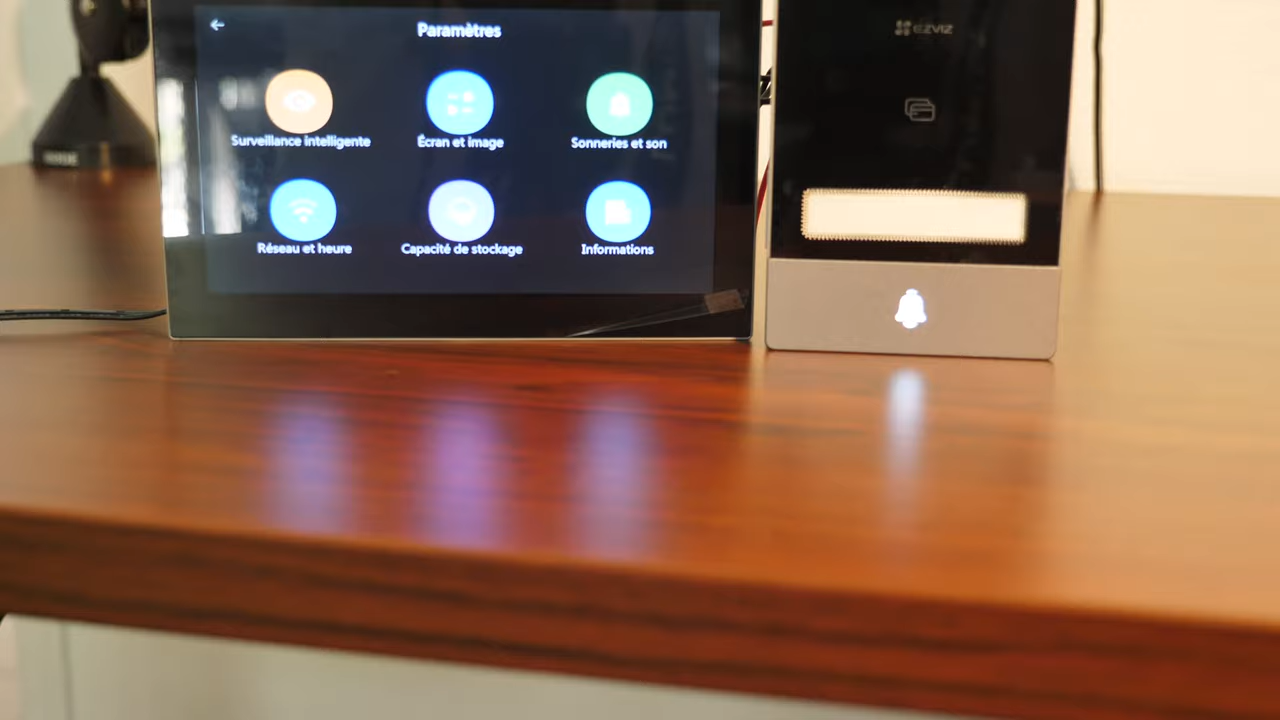 Paramètres
EZVIZ
Surveillance intelligente
Écran et image
Sonneries et son
Réseau et heure
Capacité de stockage
Informations